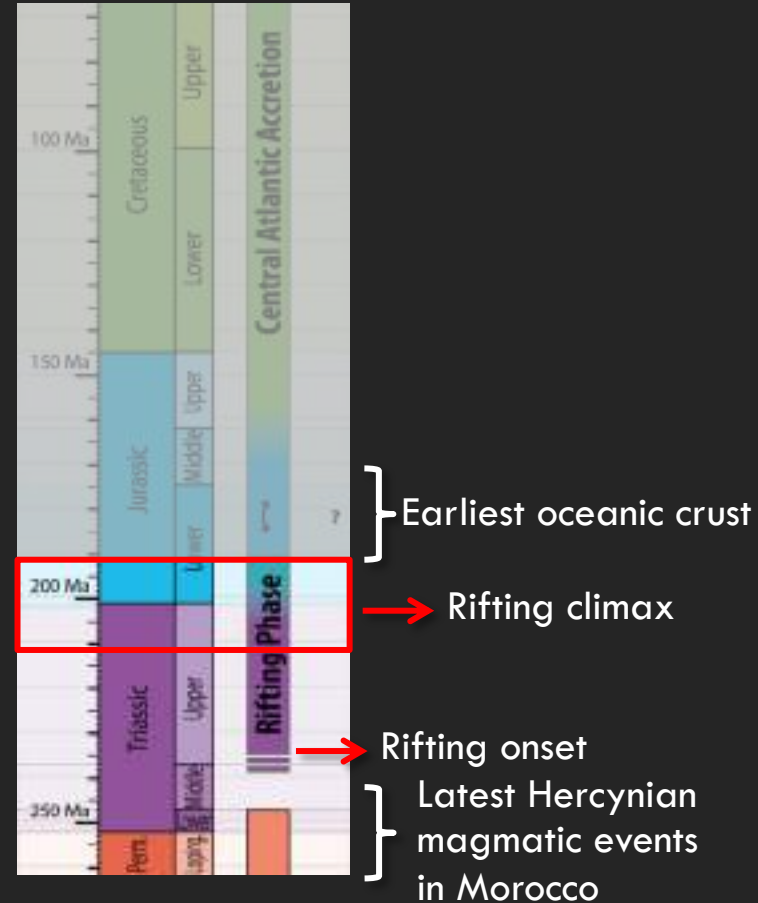 Upper
Central Atlantic Accretion
100 Ma
Cretaceous
Lower
150 Ma
Upper
Middle
Jurassic
Earliest oceanic crust
?
Lower
200 Ma
Rifting climax
Rifting Phase
Upper
Triassic
Rifting onset
Middle
Latest Hercynian
250 Ma
magmatic events
Perm.
Loping.
in Morocco